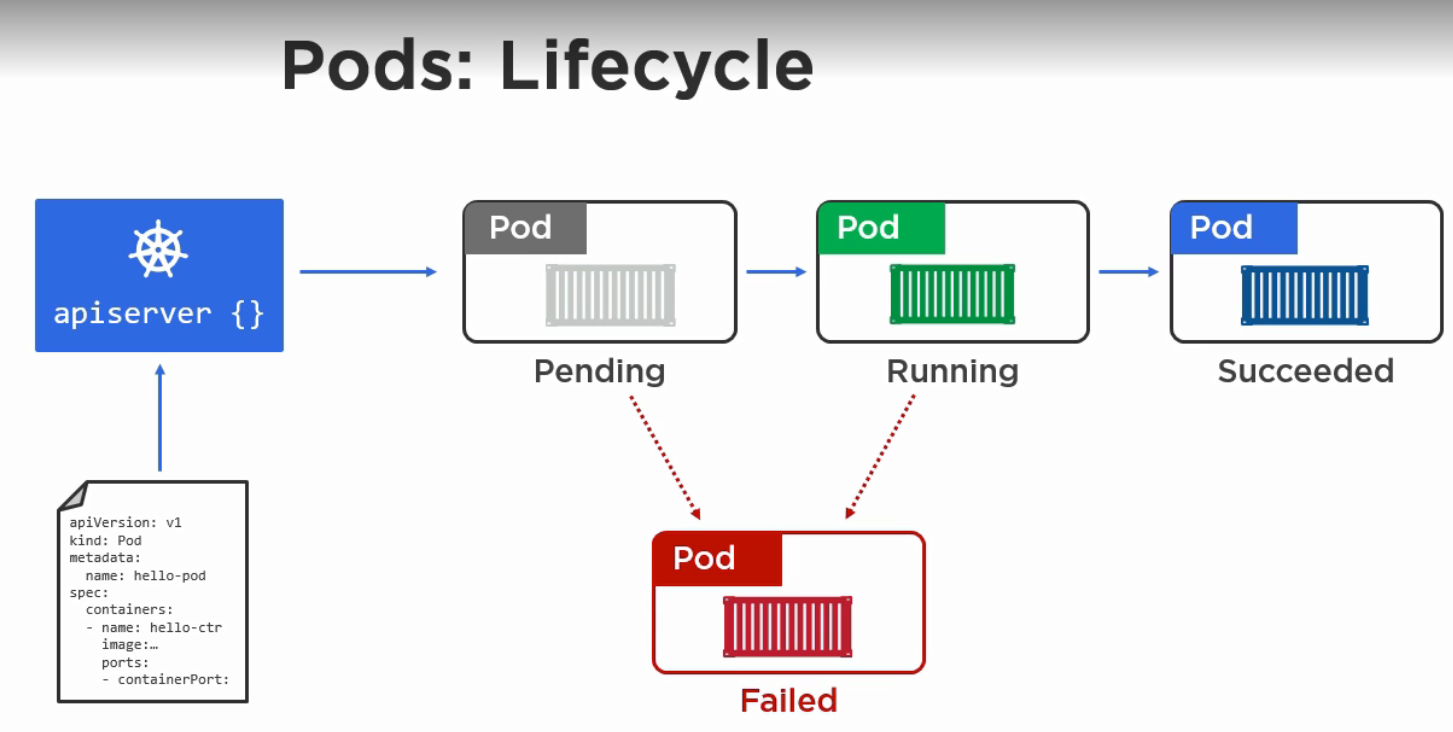 Pods: Lifecycle
apiserver {}
Pod
Pending
Pod
Running
Pod
Succeeded
apiVersion: v1
kind: Pod
metadata:
  name: hello-pod
spec:
  containers:
  - name: hello-ctr
    image:…
    ports:
    - containerPort:
Pod
Failed